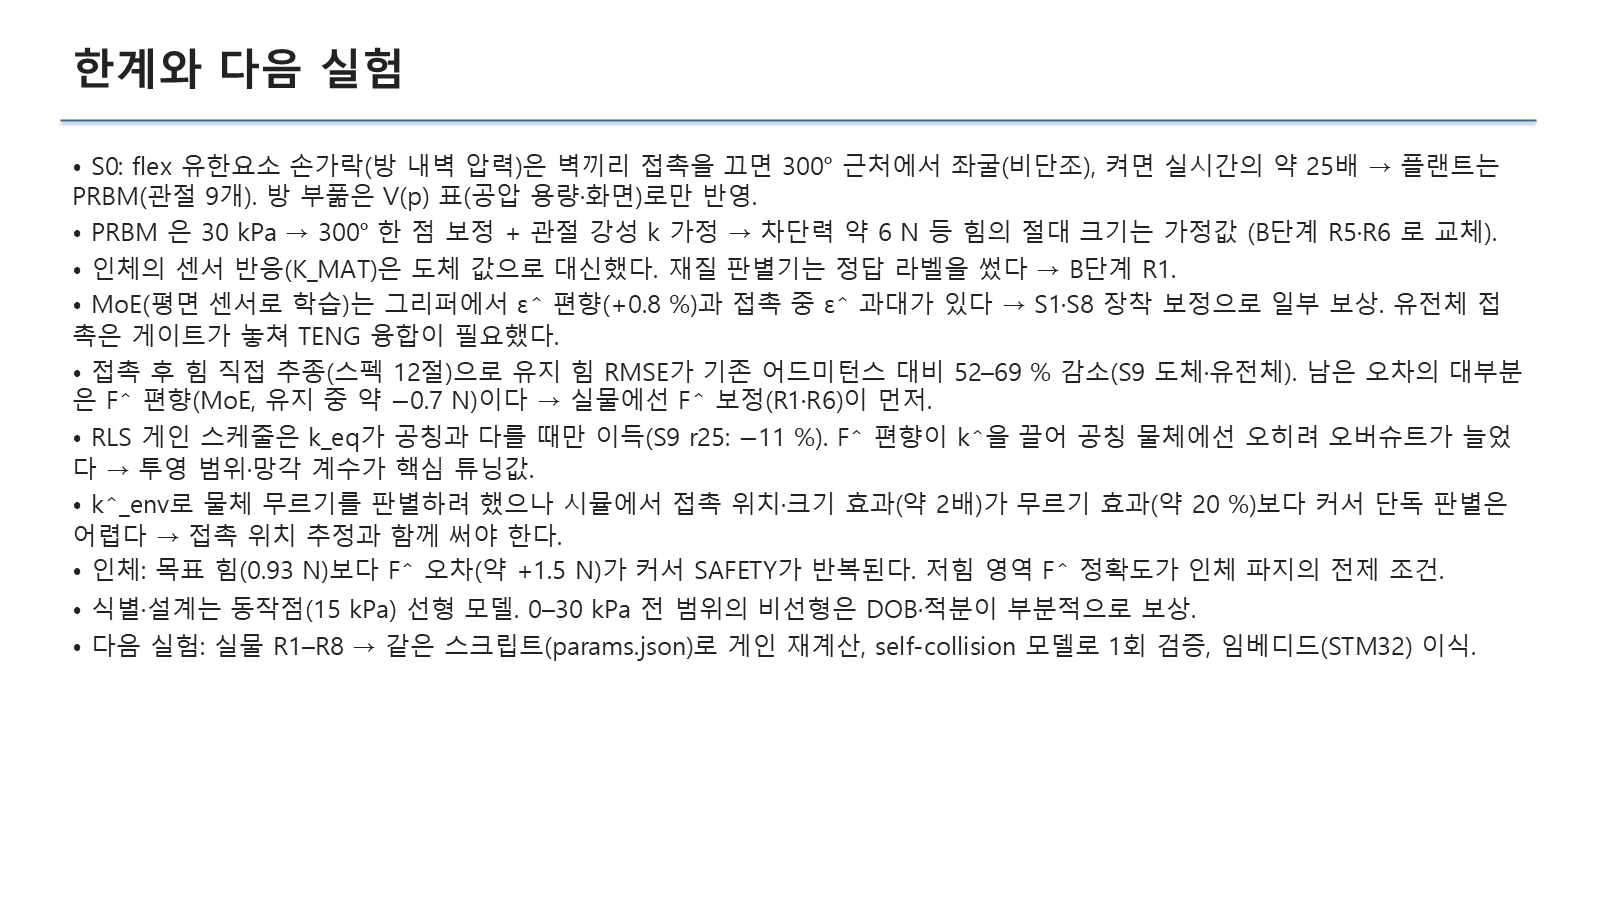 한계와 다음 실험
• S0: flex 유한요소 손가락(방 내벽 압력)은 벽끼리 접촉을 끄면 300° 근처에서 좌굴(비단조), 켜면 실시간의 약 25배 → 플랜트는
PRBM(관절 9개). 방 부풂은 V(p) 표(공압 용량·화면)로만 반영.
• PRBM 은 30 kPa → 300° 한 점 보정 + 관절 강성 k 가정 → 차단력 약 6 N 등 힘의 절대 크기는 가정값 (B단계 R5·R6 로 교체).
• 인체의 센서 반응(K_MAT)은 도체 값으로 대신했다. 재질 판별기는 정답 라벨을 썼다 → B단계 R1.
• MoE(평면 센서로 학습)는 그리퍼에서 εˆ 편향(+0.8 %)과 접촉 중 εˆ 과대가 있다 → S1·S8 장착 보정으로 일부 보상. 유전체 접
촉은 게이트가 놓쳐 TENG 융합이 필요했다.
• 접촉 후 힘 직접 추종(스펙 12절)으로 유지 힘 RMSE가 기존 어드미턴스 대비 52–69 % 감소(S9 도체·유전체). 남은 오차의 대부분
은 Fˆ 편향(MoE, 유지 중 약 −0.7 N)이다 → 실물에선 Fˆ 보정(R1·R6)이 먼저.
• RLS 게인 스케줄은 k_eq가 공칭과 다를 때만 이득(S9 r25: −11 %). Fˆ 편향이 kˆ을 끌어 공칭 물체에선 오히려 오버슈트가 늘었
다 → 투영 범위·망각 계수가 핵심 튜닝값.
• kˆ_env로 물체 무르기를 판별하려 했으나 시뮬에서 접촉 위치·크기 효과(약 2배)가 무르기 효과(약 20 %)보다 커서 단독 판별은
어렵다 → 접촉 위치 추정과 함께 써야 한다.
• 인체: 목표 힘(0.93 N)보다 Fˆ 오차(약 +1.5 N)가 커서 SAFETY가 반복된다. 저힘 영역 Fˆ 정확도가 인체 파지의 전제 조건.
• 식별·설계는 동작점(15 kPa) 선형 모델. 0–30 kPa 전 범위의 비선형은 DOB·적분이 부분적으로 보상.
• 다음 실험: 실물 R1–R8 → 같은 스크립트(params.json)로 게인 재계산, self-collision 모델로 1회 검증, 임베디드(STM32) 이식.